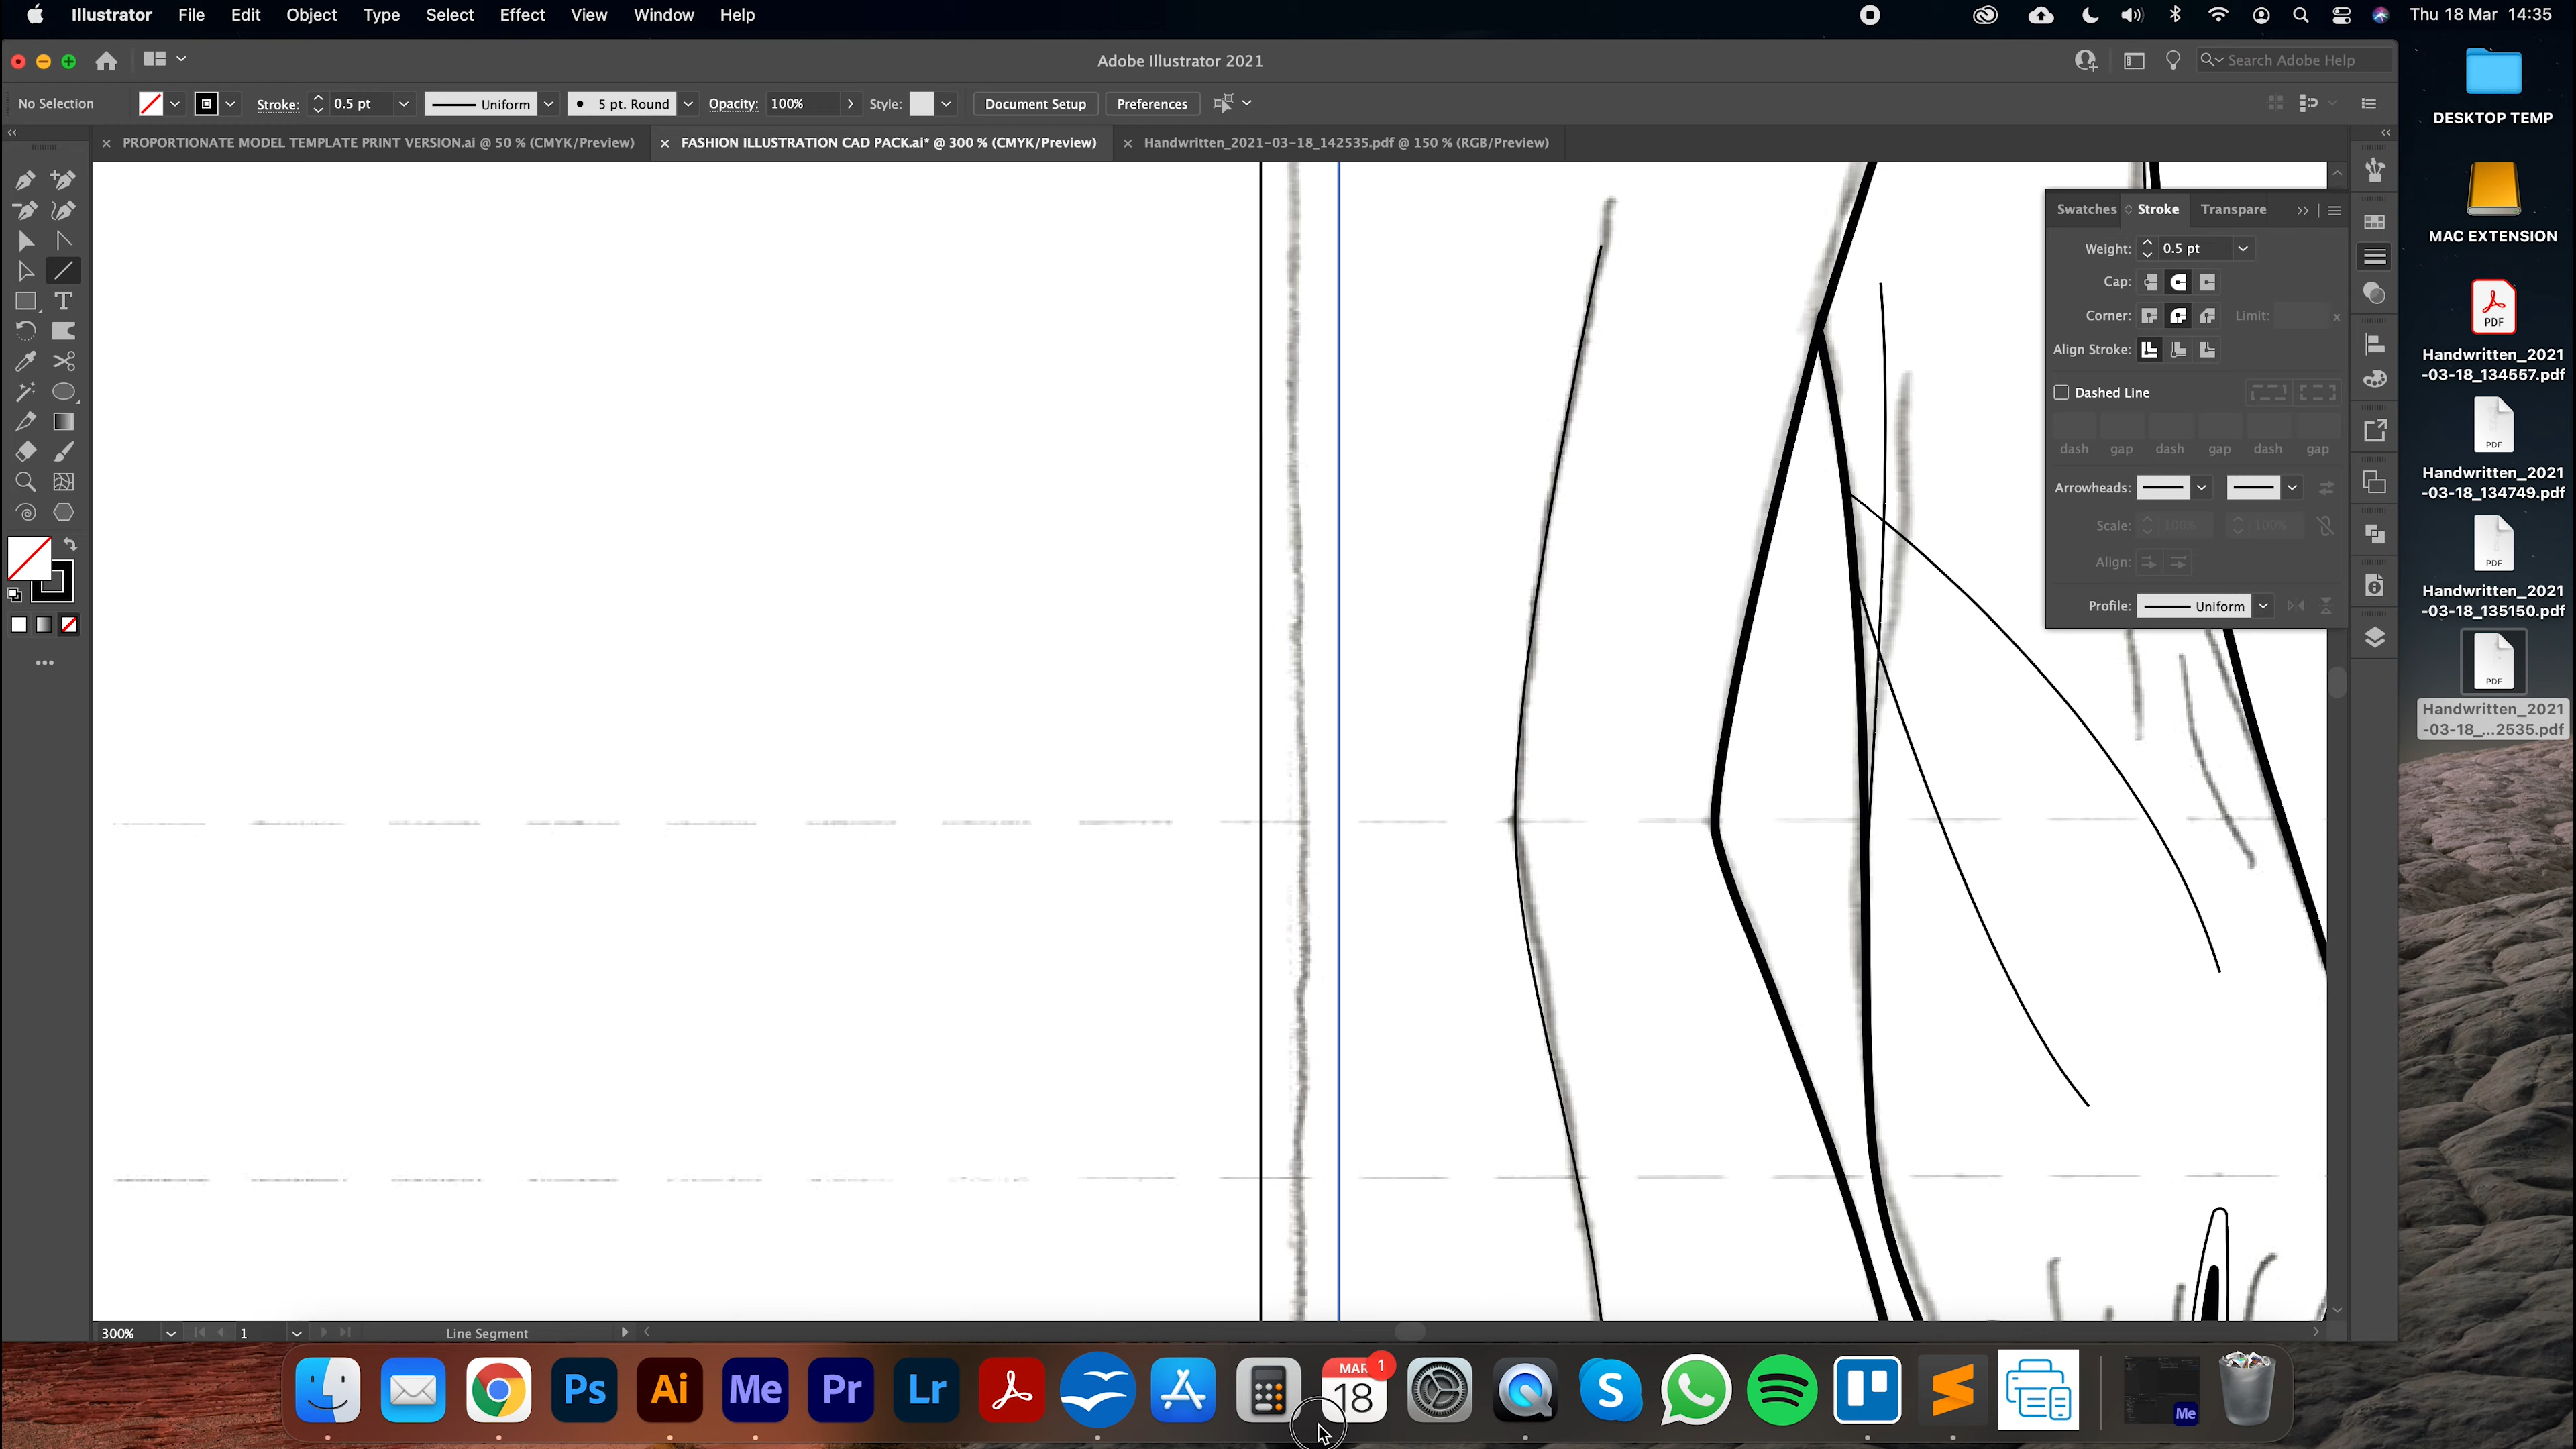 Illustrator File Edit Object Type Select Effect View Window Help Thu 18 Mar 14:35
Adobe Illustrator 2021 Search Adobe Help
No Selection Stroke: 0.5 pt Uniform 5 pt. Round Opacity: 100% Style: Document Setup Preferences
PROPORTIONATE MODEL TEMPLATE PRINT VERSION.ai @ 50 % (CMYK/Preview) FASHION ILLUSTRATION CAD PACK.ai* @ 300 % (CMYK/Preview) Handwritten_2021-03-18_142535.pdf @ 150 % (RGB/Preview)
Swatches Stroke Transpare
Weight: 0.5 pt
Cap:
Corner: Limit: x
Align Stroke:
Dashed Line
dash gap dash gap dash gap
Arrowheads:
Scale: 100% 100%
Align:
Profile: Uniform
DESKTOP TEMP
MAC EXTENSION
PDF
Handwritten_2021
-03-18_134557.pdf
PDF
Handwritten_2021
-03-18_134749.pdf
PDF
Handwritten_2021
-03-18_135150.pdf
PDF
Handwritten_2021
-03-18_...2535.pdf
300% 1 Line Segment
Ps Ai Me Pr Lr MAR 1 18 S Me